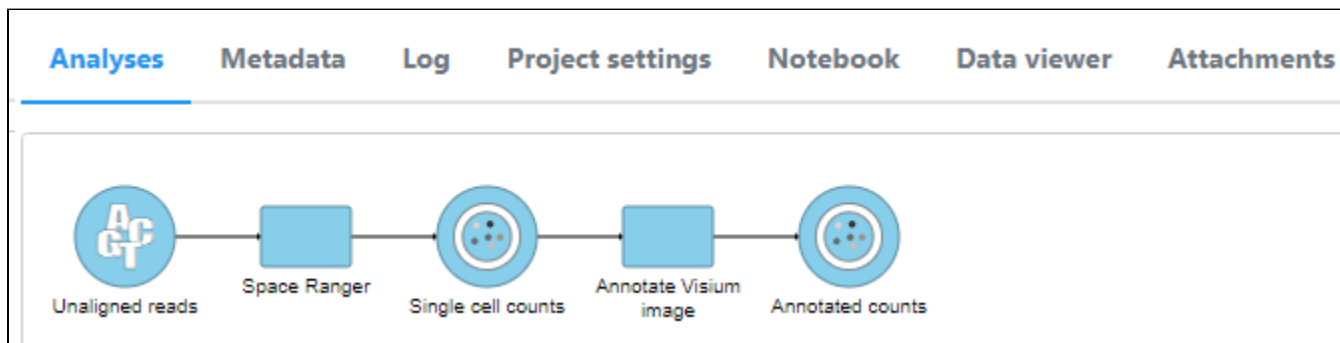 Analyses Metadata Log Project settings Notebook Data viewer Attachments
ACGT
Unaligned reads
Space Ranger
Single cell counts
Annotate Visium
image
Annotated counts